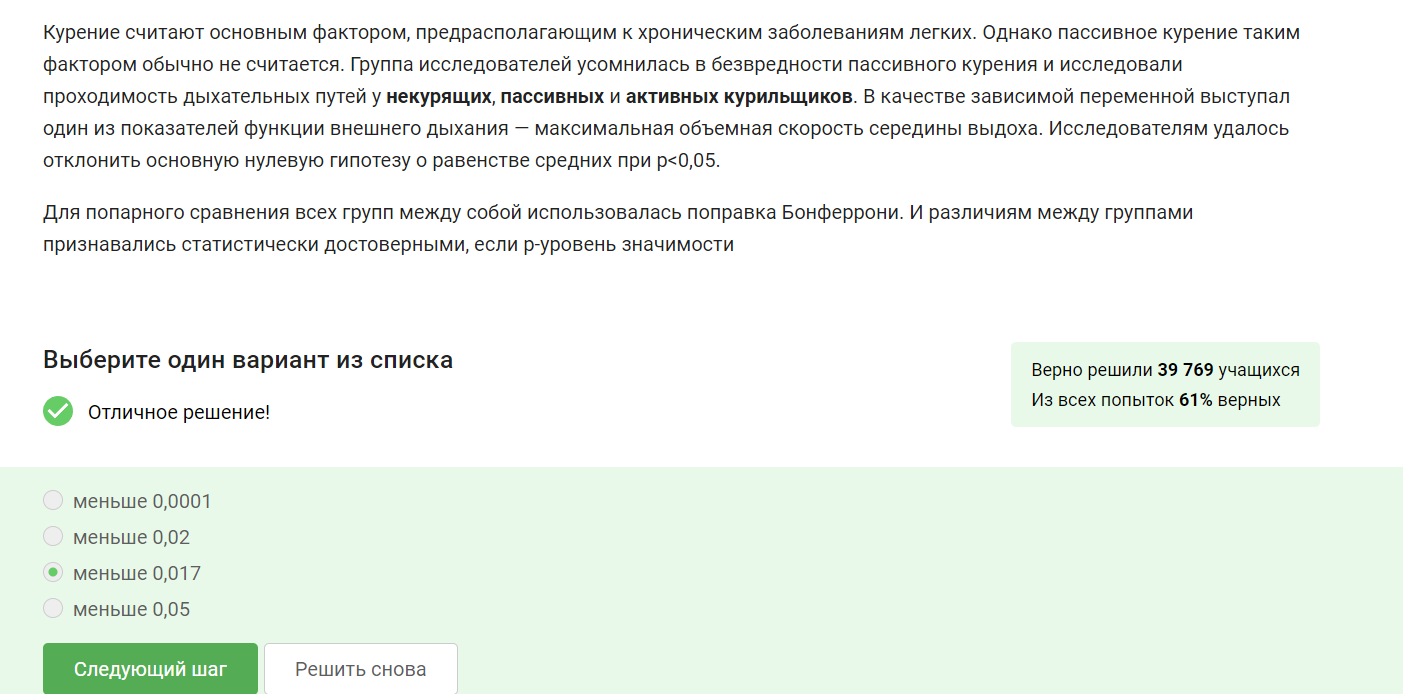 Курение считают основным фактором, предрасполагающим к хроническим заболеваниям легких. Однако пассивное курение таким
фактором обычно не считается. Группа исследователей усомнилась в безвредности пассивного курения и исследовали
проходимость дыхательных путей у некурящих, пассивных и активных курильщиков. В качестве зависимой переменной выступал
один из показателей функции внешнего дыхания — максимальная объемная скорость середины выдоха. Исследователям удалось
отклонить основную нулевую гипотезу о равенстве средних при p<0,05.
Для попарного сравнения всех групп между собой использовалась поправка Бонферрони. И различиям между группами
признавались статистически достоверными, если p-уровень значимости
Выберите один вариант из списка
Отличное решение!
Верно решили 39 769 учащихся
Из всех попыток 61% верных
меньше 0,0001
меньше 0,02
меньше 0,017
меньше 0,05
Следующий шаг
Решить снова